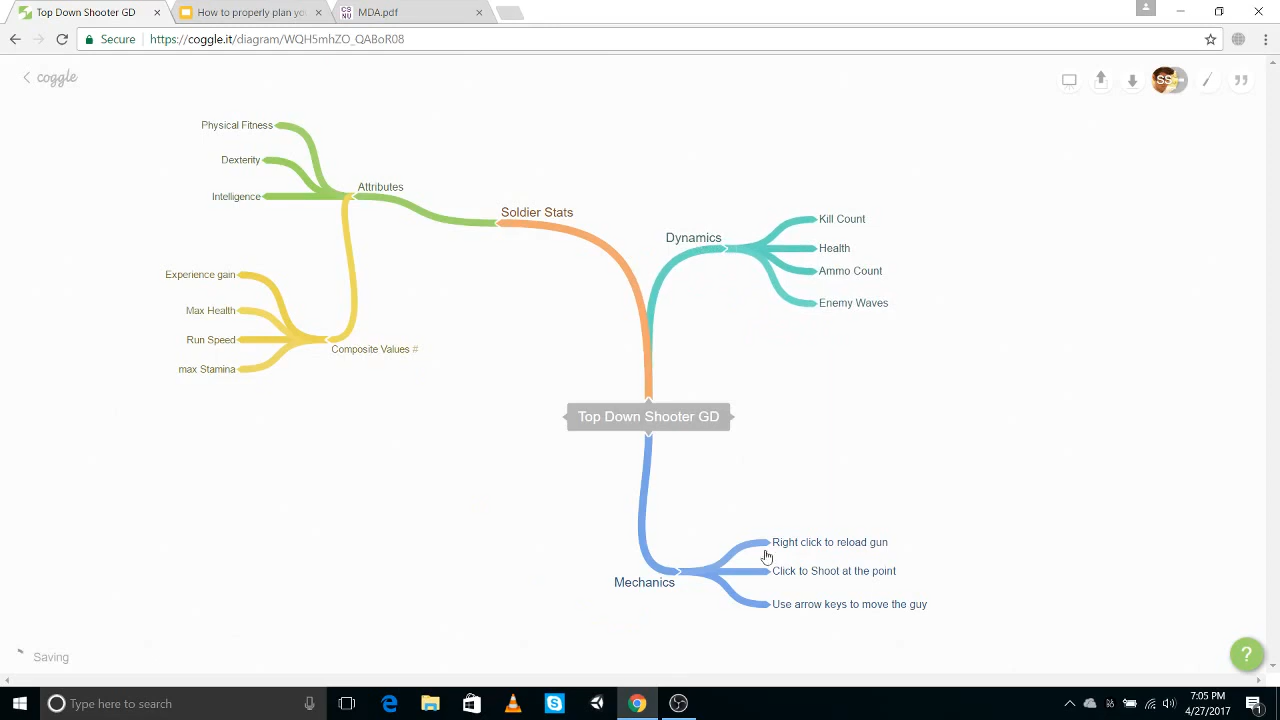 Top Down Shooter GD
How to properly plan yo
MDA.pdf
Secure
https://coggle.it/diagram/WQH5mhZO_QABoR08
coggle
SS
Physical Fitness
Dexterity
Intelligence
Attributes
Soldier Stats
Dynamics
Kill Count
Health
Ammo Count
Enemy Waves
Experience gain
Max Health
Run Speed
max Stamina
Composite Values #
Top Down Shooter GD
Right click to reload gun
Click to Shoot at the point
Use arrow keys to move the guy
Mechanics
Saving
?
Type here to search
7:05 PM
4/27/2017